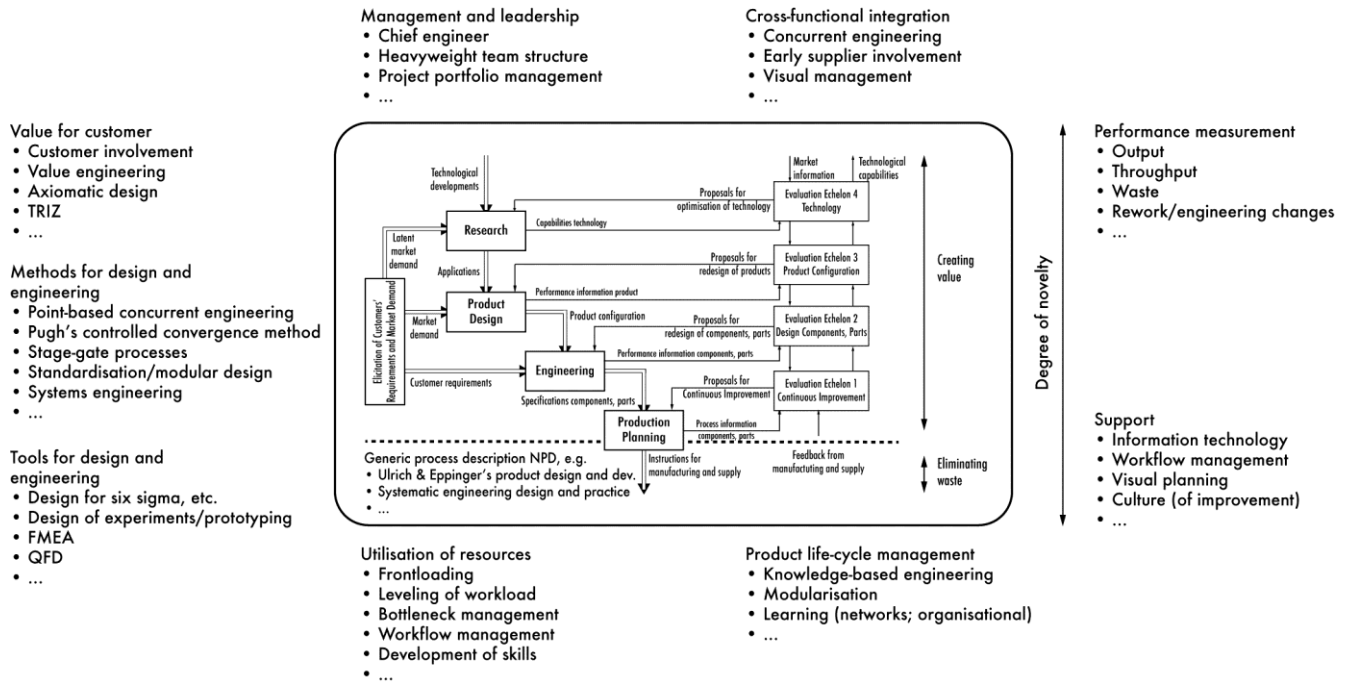 Management and leadership
• Chief engineer
• Heavyweight team structure
• Project portfolio management
• ...
Cross-functional integration
• Concurrent engineering
• Early supplier involvement
• Visual management
• ...
Value for customer
• Customer involvement
• Value engineering
• Axiomatic design
• TRIZ
• ...
Methods for design and
engineering
• Point-based concurrent engineering
• Pugh's controlled convergence method
• Stage-gate processes
• Standardisation/modular design
• Systems engineering
• ...
Tools for design and
engineering
• Design for six sigma, etc.
• Design of experiments/prototyping
• FMEA
• QFD
• ...
Technological
developments
Market
information
Technological
capabilities
Proposals for
optimisation of technology
Evaluation Echelon 4
Technology
Research
Capabilities technology
Latent
market
demand
Applications
Proposals for
redesign of products
Evaluation Echelon 3
Product Configuration
Elicitation of Customers'
Requirements and Market Demand
Product
Design
Performance information product
Market
demand
Product configuration
Proposals for
redesign of components, parts
Evaluation Echelon 2
Design Components, Parts
Performance information components, parts
Engineering
Customer requirements
Proposals for
Continuous Improvement
Evaluation Echelon 1
Continuous Improvement
Specifications components, parts
Production
Planning
Process information
components, parts
Creating
value
Generic process description NPD, e.g.
• Ulrich & Eppinger's product design and dev.
• Systematic engineering design and practice
• ...
Instructions for
manufacturing and supply
Feedback from
manufactuting and supply
Eliminating
waste
Degree of novelty
Performance measurement
• Output
• Throughput
• Waste
• Rework/engineering changes
• ...
Support
• Information technology
• Workflow management
• Visual planning
• Culture (of improvement)
• ...
Utilisation of resources
• Frontloading
• Leveling of workload
• Bottleneck management
• Workflow management
• Development of skills
• ...
Product life-cycle management
• Knowledge-based engineering
• Modularisation
• Learning (networks; organisational)
• ...